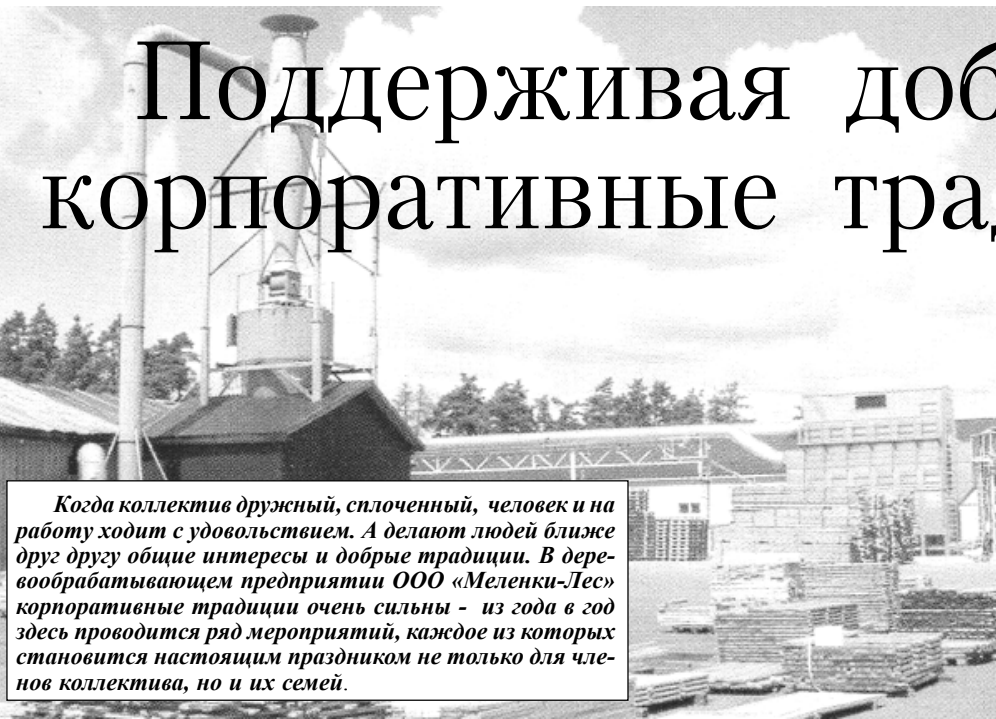 Поддерживая доб
корпоративные тра
Когда коллектив дружный, сплоченный, человек и на
работу ходит с удовольствием. А делают людей ближе
друг другу общие интересы и добрые традиции. В дере-
вообрабатывающем предприятии ООО «Меленки-Лес»
корпоративные традиции очень сильны - из года в год
здесь проводится ряд мероприятий, каждое из которых
становится настоящим праздником не только для чле-
нов коллектива, но и их семей.